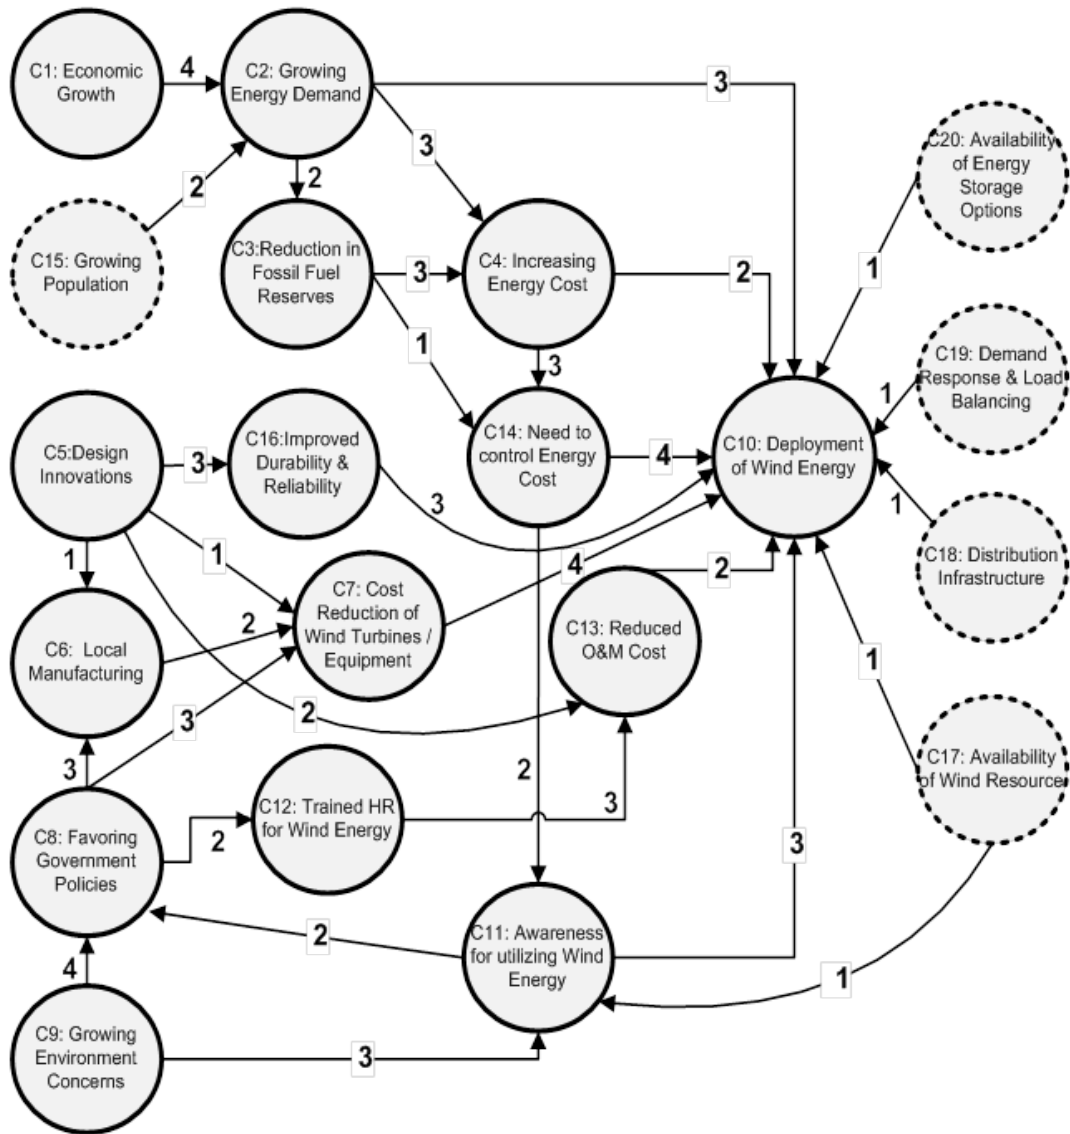 C1: Economic
Growth
4
C2: Growing
Energy Demand
3
3
2
2
C15: Growing
Population
C3:Reduction in
Fossil Fuel
Reserves
3
1
C4: Increasing
Energy Cost
2
3
C20: Availability
of Energy
Storage
Options
1
C19: Demand
Response & Load
Balancing
1
C5:Design
Innovations
3
C16:Improved
Durability &
Reliability
3
C14: Need to
control Energy
Cost
4
C10: Deployment
of Wind Energy
1
C18: Distribution
Infrastructure
1
1
C7: Cost
Reduction of
Wind Turbines /
Equipment
4
2
C13: Reduced
O&M Cost
C6:  Local
Manufacturing
2
2
3
1
C17: Availability
of Wind Resource
3
C12: Trained HR
for Wind Energy
2
3
2
C8: Favoring
Government
Policies
3
2
C11: Awareness
for utilizing Wind
Energy
1
4
C9: Growing
Environment
Concerns
3